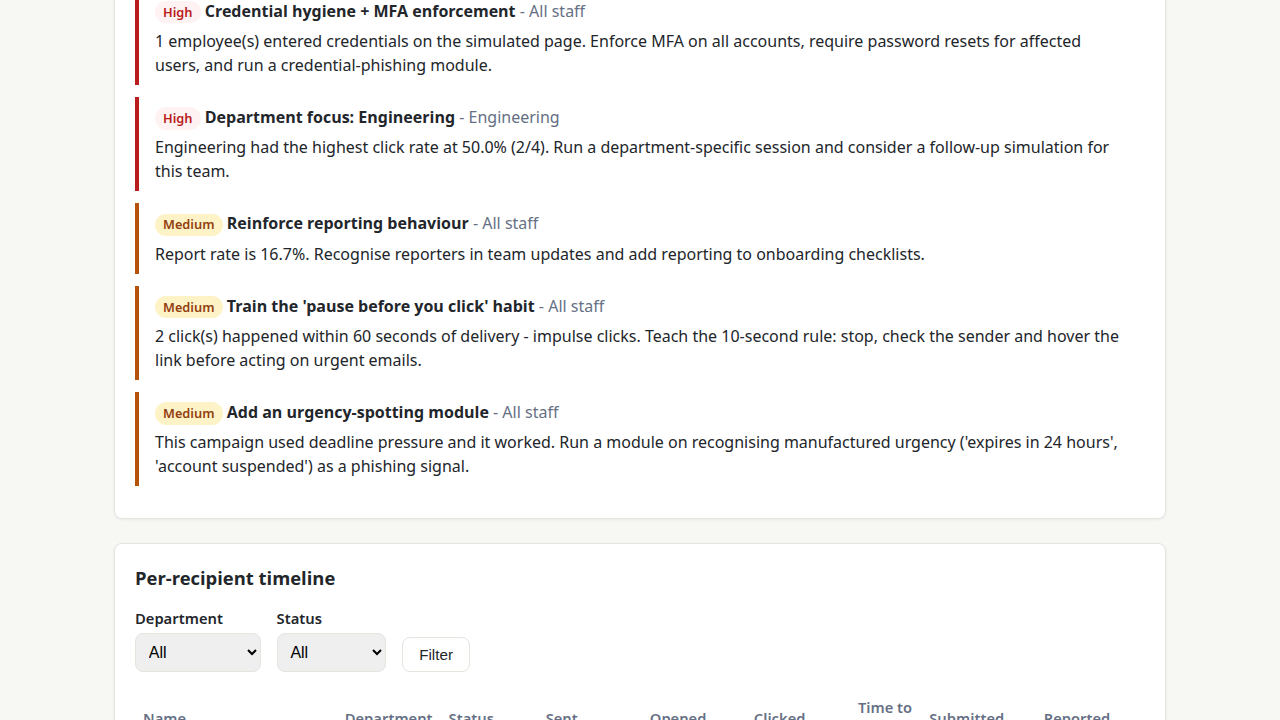 High Credential hygiene + MFA enforcement - All staff
1 employee(s) entered credentials on the simulated page. Enforce MFA on all accounts, require password resets for affected
users, and run a credential-phishing module.
High Department focus: Engineering - Engineering
Engineering had the highest click rate at 50.0% (2/4). Run a department-specific session and consider a follow-up simulation for
this team.
Medium Reinforce reporting behaviour - All staff
Report rate is 16.7%. Recognise reporters in team updates and add reporting to onboarding checklists.
Medium Train the 'pause before you click' habit - All staff
2 click(s) happened within 60 seconds of delivery - impulse clicks. Teach the 10-second rule: stop, check the sender and hover the
link before acting on urgent emails.
Medium Add an urgency-spotting module - All staff
This campaign used deadline pressure and it worked. Run a module on recognising manufactured urgency ('expires in 24 hours',
'account suspended') as a phishing signal.
Per-recipient timeline
Department Status
All All Filter
Time to
Name Department Status Sent Opened Clicked Submitted Reported